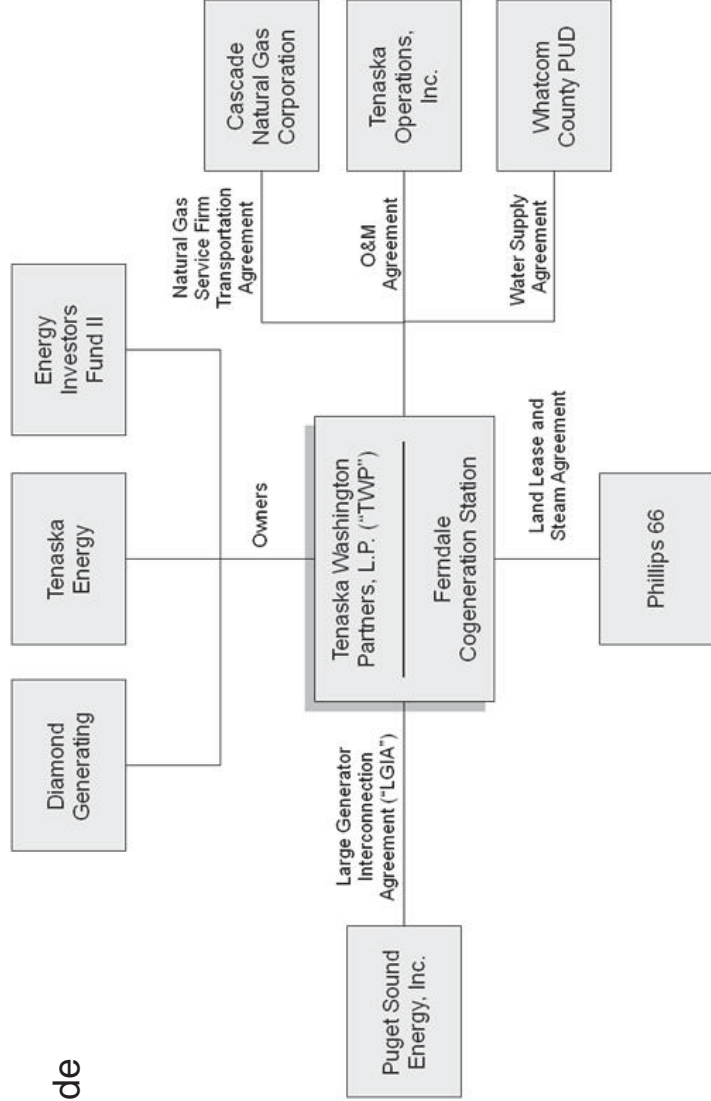 de
Diamond
Generating
Tenaska
Energy
Energy
Investors
Fund II
Owners
Natural Gas
Service Firm
Transportation
Agreement
Cascade
Natural Gas
Corporation
Large Generator
Interconnection
Agreement ("LGIA")
Puget Sound
Energy, Inc.
Tenaska Washington
Partners, L.P. ("TWP")
Ferndale
Cogeneration Station
O&M
Agreement
Tenaska
Operations,
Inc.
Water Supply
Agreement
Whatcom
County PUD
Land Lease and
Steam Agreement
Phillips 66